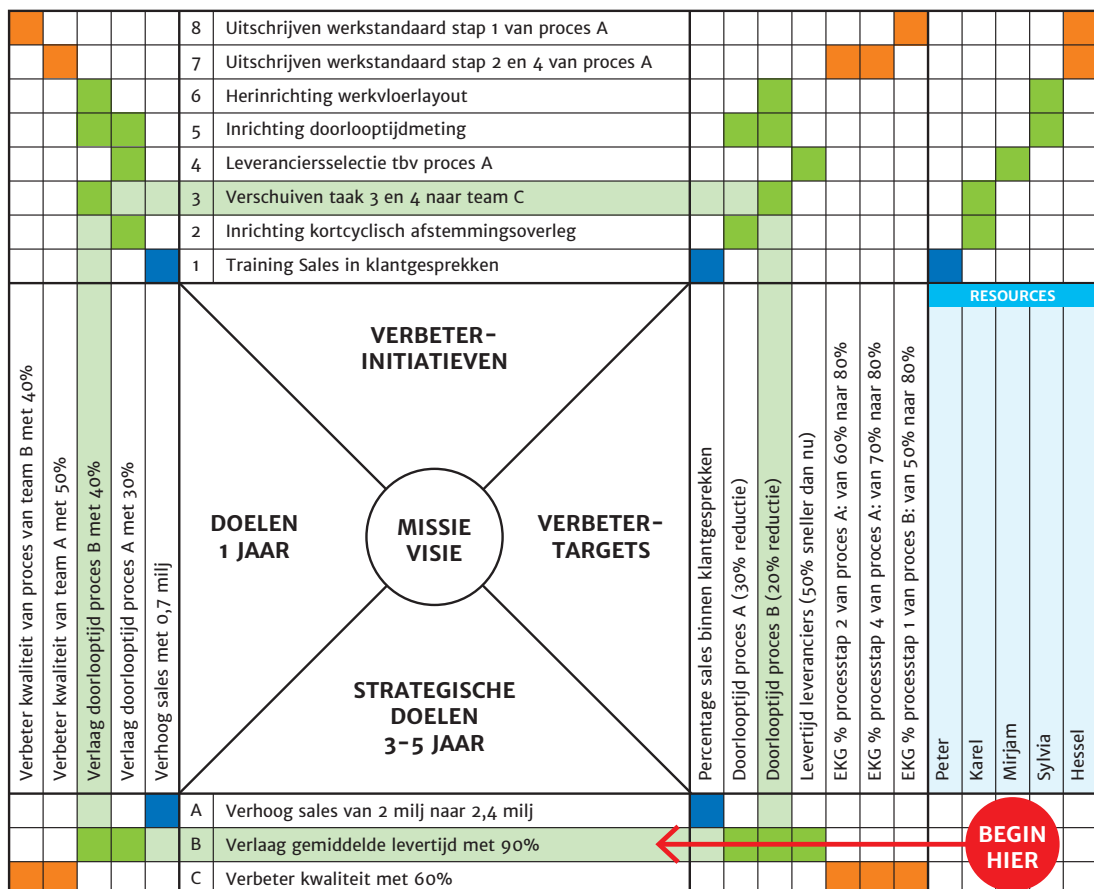 8 Uitschrijven werkstandaard stap 1 van proces A
7 Uitschrijven werkstandaard stap 2 en 4 van proces A
6 Herinrichting werkvloerlayout
5 Inrichting doorlooptijdmeting
4 Leveranciersselectie tbv proces A
3 Verschuiven taak 3 en 4 naar team C
2 Inrichting kortcyclisch afstemmingsoverleg
1 Training Sales in klantgesprekken
Verbeter kwaliteit van proces van team B met 40%
Verbeter kwaliteit van team A met 50%
Verlaag doorlooptijd proces B met 40%
Verlaag doorlooptijd proces A met 30%
Verhoog sales met 0,7 milj
VERBETER-
INITIATIEVEN
DOELEN
1 JAAR
MISSIE
VISIE
VERBETER-
TARGETS
STRATEGISCHE
DOELEN
3-5 JAAR
Percentage sales binnen klantgesprekken
Doorlooptijd proces A (30% reductie)
Doorlooptijd proces B (20% reductie)
Levertijd leveranciers (50% sneller dan nu)
EKG % processtap 2 van proces A: van 60% naar 80%
EKG % processtap 4 van proces A: van 70% naar 80%
EKG % processtap 1 van proces B: van 50% naar 80%
RESOURCES
Peter
Karel
Mirjam
Sylvia
Hessel
A Verhoog sales van 2 milj naar 2,4 milj
B Verlaag gemiddelde levertijd met 90%
C Verbeter kwaliteit met 60%
BEGIN
HIER